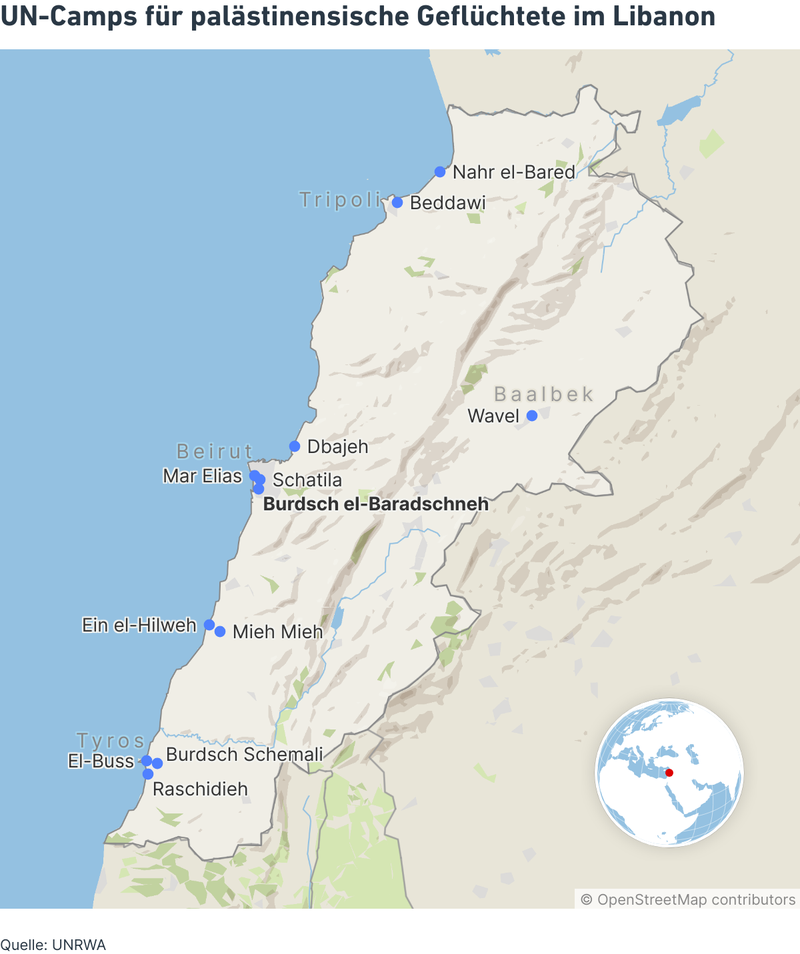 UN-Camps für palästinensische Geflüchtete im Libanon
Nahr el-Bared
Tripoli
Beddawi
Baalbek
Wavel
Dbajeh
Beirut
Mar Elias
Schatila
Burdsch el-Baradschneh
Ein el-Hilweh
Mieh Mieh
Tyros
Burdsch Schemali
El-Buss
Raschidieh
© OpenStreetMap contributors
Quelle: UNRWA